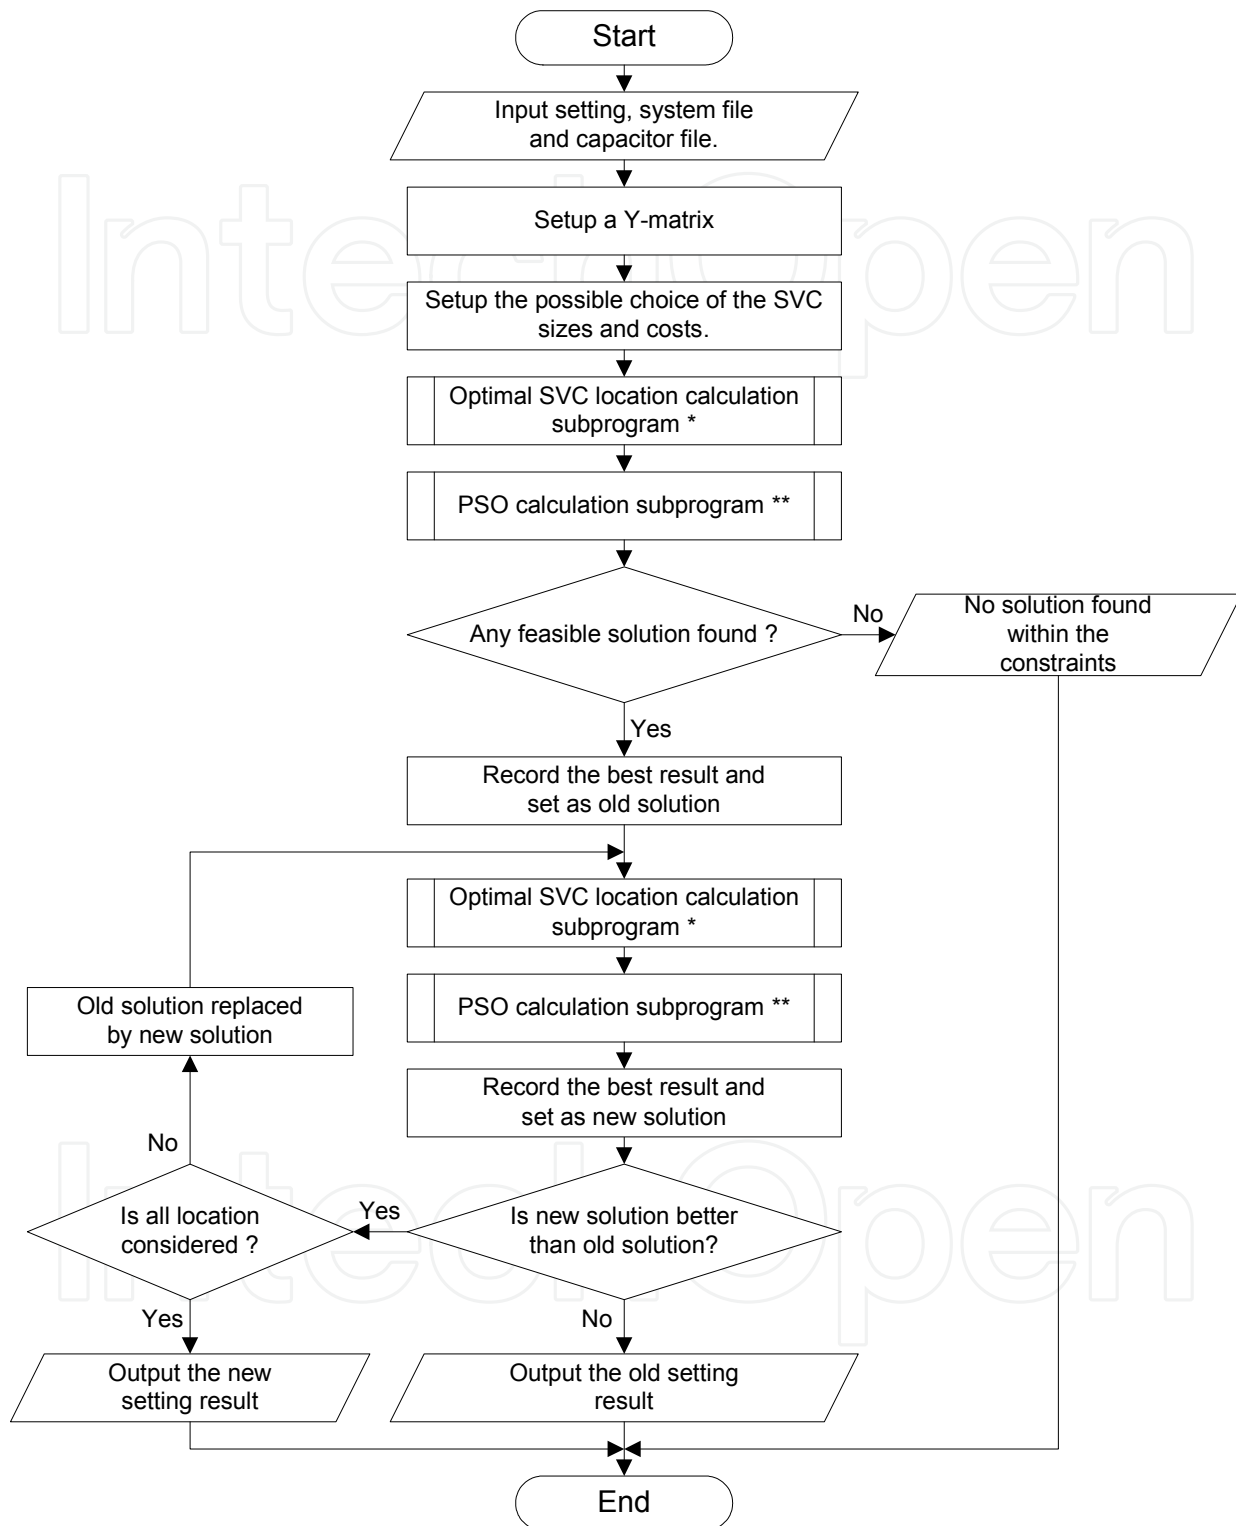 Start
Input setting, system file
and capacitor file.
Setup a Y-matrix
Setup the possible choice of the SVC
sizes and costs.
Optimal SVC location calculation
subprogram *
PSO calculation subprogram **
Any feasible solution found ?
No
No solution found
within the
constraints
Yes
Record the best result and
set as old solution
Optimal SVC location calculation
subprogram *
PSO calculation subprogram **
Old solution replaced
by new solution
Record the best result and
set as new solution
No
Is all location
considered ?
Yes
Is new solution better
than old solution?
Yes
No
Output the new
setting result
Output the old setting
result
End
IntechOpen
IntechOpen